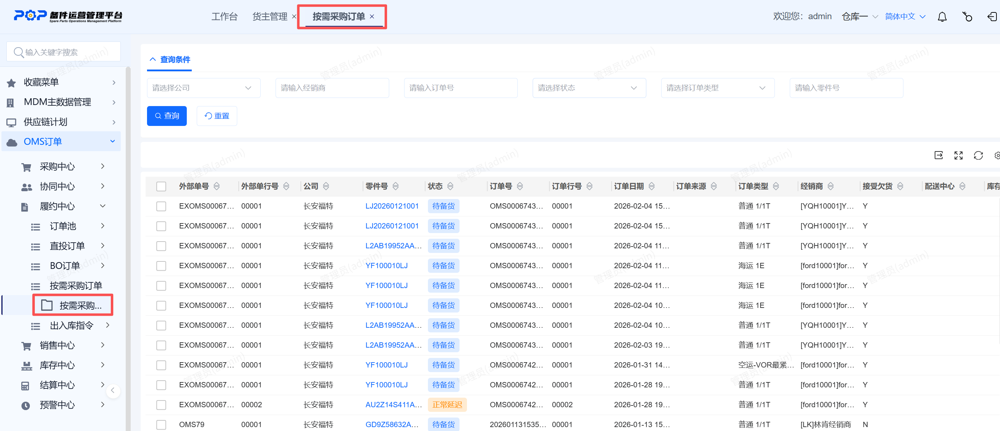 POP 备件运营管理平台
Spare Parts Operations Management Platform
工作台 货主管理 按需采购订单
欢迎您：admin 仓库一 简体中文
输入关键字搜索
收藏菜单
MDM主数据管理
供应链计划
OMS订单
采购中心
协同中心
履约中心
订单池
直投订单
BO订单
按需采购订单
按需采购...
出入库指令
销售中心
库存中心
结算中心
预警中心
查询条件
请选择公司 请输入经销商 请输入订单号 请选择状态 请选择订单类型 请输入零件号
查询 重置
外部单号 外部单行号 公司 零件号 状态 订单号 订单行号 订单日期 订单来源 订单类型 经销商 接受欠货 配送中心 库存
EXOMS00067... 00001 长安福特 LJ20260121001 待备货 OMS0006743... 00001 2026-02-04 15... 普通 1/1T [YQH10001]Y... Y
EXOMS00067... 00001 长安福特 LJ20260121001 待备货 OMS0006743... 00001 2026-02-04 15... 普通 1/1T [YQH10001]Y... Y
EXOMS00067... 00001 长安福特 L2AB19952AA... 待备货 OMS0006743... 00001 2026-02-04 11... 普通 1/1T [YQH10001]Y... Y
EXOMS00067... 00001 长安福特 YF100010LJ 待备货 OMS0006743... 00001 2026-02-04 11... 海运 1E [ford10001]for... Y
EXOMS00067... 00001 长安福特 YF100010LJ 待备货 OMS0006743... 00001 2026-02-04 11... 海运 1E [ford10001]for... Y
EXOMS00067... 00001 长安福特 YF100010LJ 待备货 OMS0006743... 00001 2026-02-04 10... 海运 1E [ford10001]for... Y
EXOMS00067... 00001 长安福特 L2AB19952AA... 待备货 OMS0006743... 00001 2026-02-04 10... 普通 1/1T [YQH10001]Y... Y
EXOMS00067... 00001 长安福特 L2AB19952AA... 待备货 OMS0006743... 00001 2026-02-03 19... 普通 1/1T [YQH10001]Y... Y
EXOMS00067... 00001 长安福特 YF100010LJ 待备货 OMS0006742... 00001 2026-01-31 14... 空运-VOR最紧... [ford10001]for... Y
EXOMS00067... 00001 长安福特 YF100010LJ 待备货 OMS0006742... 00001 2026-01-28 19... 普通 1/1T [ford10001]for... Y
EXOMS00067... 00002 长安福特 AU2Z14S411A... 正常延迟 OMS0006742... 00002 2026-01-28 19... 普通 1/1T [ford10001]for... Y
OMS79 00001 长安福特 GD9Z58632A... 待备货 202601131535... 00001 2026-01-13 15... 普通 1/1T [LK]林肯经销商 N
管理员(admin)